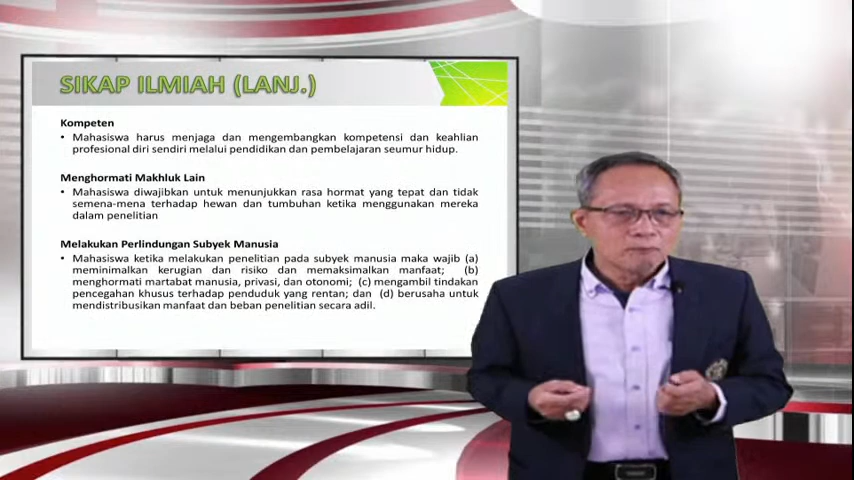 SIKAP ILMIAH (LANJ.)
Kompeten
• Mahasiswa harus menjaga dan mengembangkan kompetensi dan keahlian
profesional diri sendiri melalui pendidikan dan pembelajaran seumur hidup.
Menghormati Makhluk Lain
• Mahasiswa diwajibkan untuk menunjukkan rasa hormat yang tepat dan tidak
semena-mena terhadap hewan dan tumbuhan ketika menggunakan mereka
dalam penelitian
Melakukan Perlindungan Subyek Manusia
• Mahasiswa ketika melakukan penelitian pada subyek manusia maka wajib (a)
meminimalkan kerugian dan risiko dan memaksimalkan manfaat; (b)
menghormati martabat manusia, privasi, dan otonomi; (c) mengambil tindakan
pencegahan khusus terhadap penduduk yang rentan; dan (d) berusaha untuk
mendistribusikan manfaat dan beban penelitian secara adil.